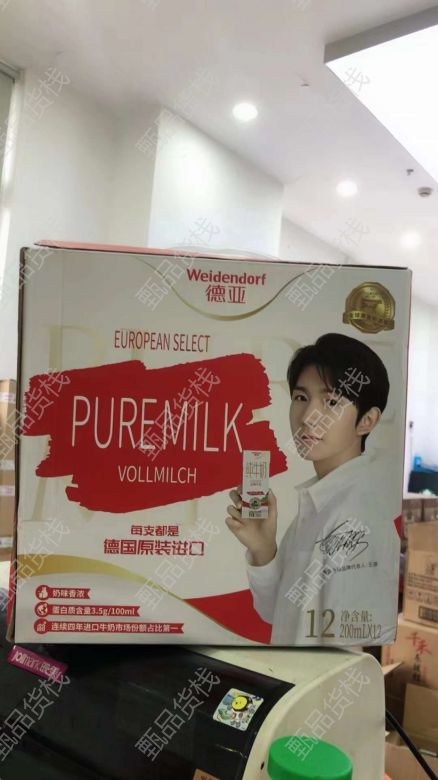 Weidendorf
德亚
EUROPEAN SELECT
PUREMILK
VOLLMILCH
纯牛奶
每支都是
德国原装进口
奶味香浓
蛋白质含量3.5g/100ml
连续四年进口牛奶市场份额占比第一
12 净含量:
200mLX12
甄品货栈